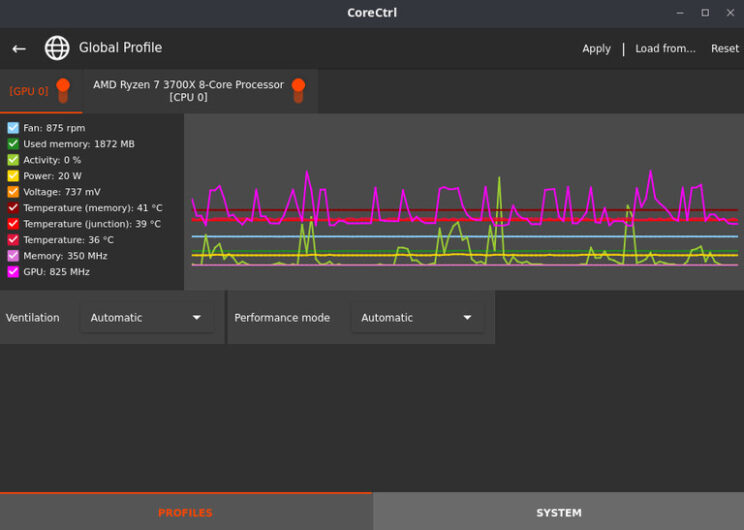 CoreCtrl
Global Profile
Apply | Load from... Reset
[GPU 0]
AMD Ryzen 7 3700X 8-Core Processor
[CPU 0]
Fan: 875 rpm
Used memory: 1872 MB
Activity: 0 %
Power: 20 W
Voltage: 737 mV
Temperature (memory): 41 °C
Temperature (junction): 39 °C
Temperature: 36 °C
Memory: 350 MHz
GPU: 825 MHz
Ventilation Automatic Performance mode Automatic
PROFILES SYSTEM